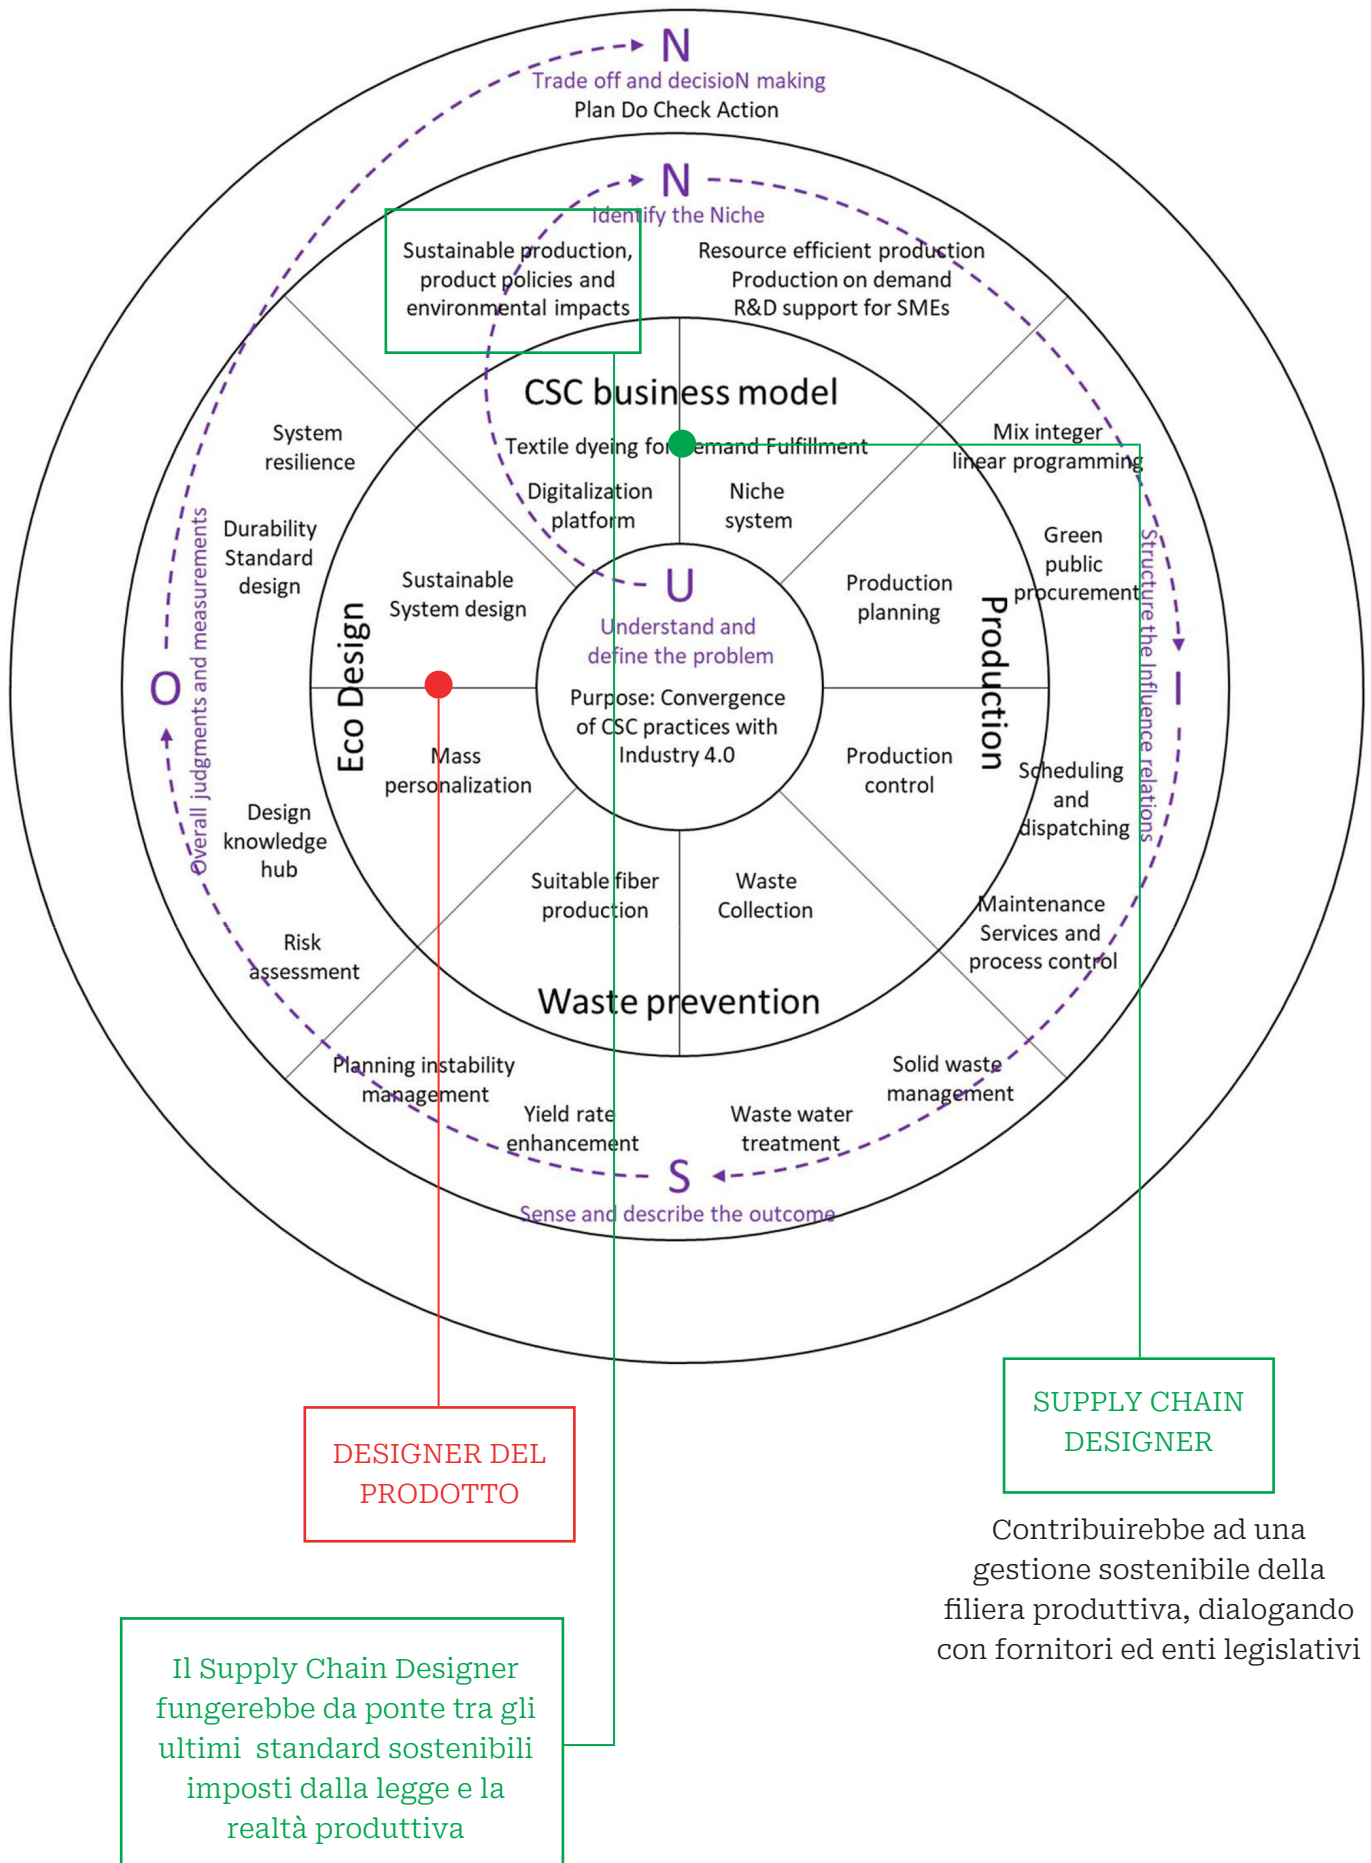 N
Trade off and decisioN making
Plan Do Check Action
N
Identify the Niche
Sustainable production,
product policies and
environmental impacts
Resource efficient production
Production on demand
R&D support for SMEs
CSC business model
Textile dyeing for Demand Fulfillment
Digitalization
platform
Niche
system
System
resilience
Durability
Standard
design
Mix integer
linear programming
Green
public
procurement
Sustainable
System design
Production
planning
U
Understand and
define the problem
Purpose: Convergence
of CSC practices with
Industry 4.0
Eco Design
Production
O
Overall judgments and measurements
I
Structure the Influence relations
Mass
personalization
Production
control
Scheduling
and
dispatching
Design
knowledge
hub
Risk
assessment
Suitable fiber
production
Waste
Collection
Maintenance
Services and
process control
Waste prevention
Planning instability
management
Yield rate
enhancement
Waste water
treatment
Solid waste
management
S
Sense and describe the outcome
DESIGNER DEL
PRODOTTO
SUPPLY CHAIN
DESIGNER
Contribuirebbe ad una
gestione sostenibile della
filiera produttiva, dialogando
con fornitori ed enti legislativi
Il Supply Chain Designer
fungerebbe da ponte tra gli
ultimi standard sostenibili
imposti dalla legge e la
realtà produttiva